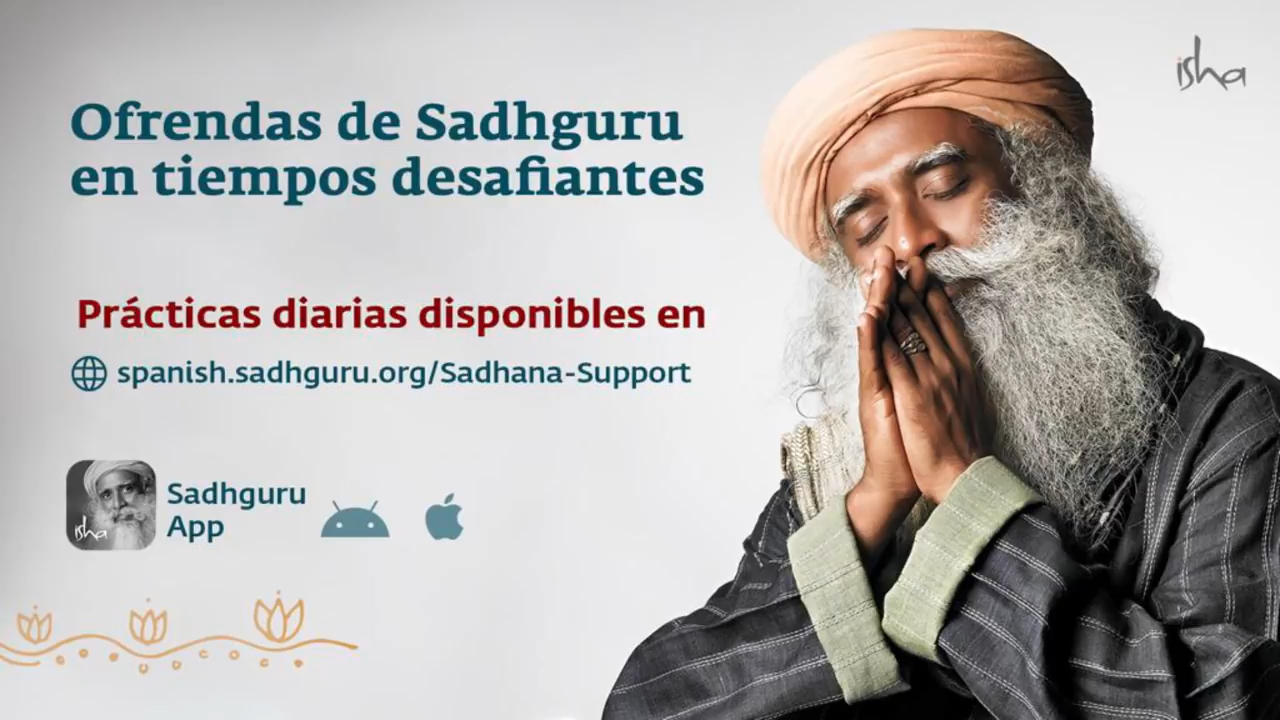 isha
Ofrendas de Sadhguru
en tiempos desafiantes
Prácticas diarias disponibles en
spanish.sadhguru.org/Sadhana-Support
Sadhguru
App
isha